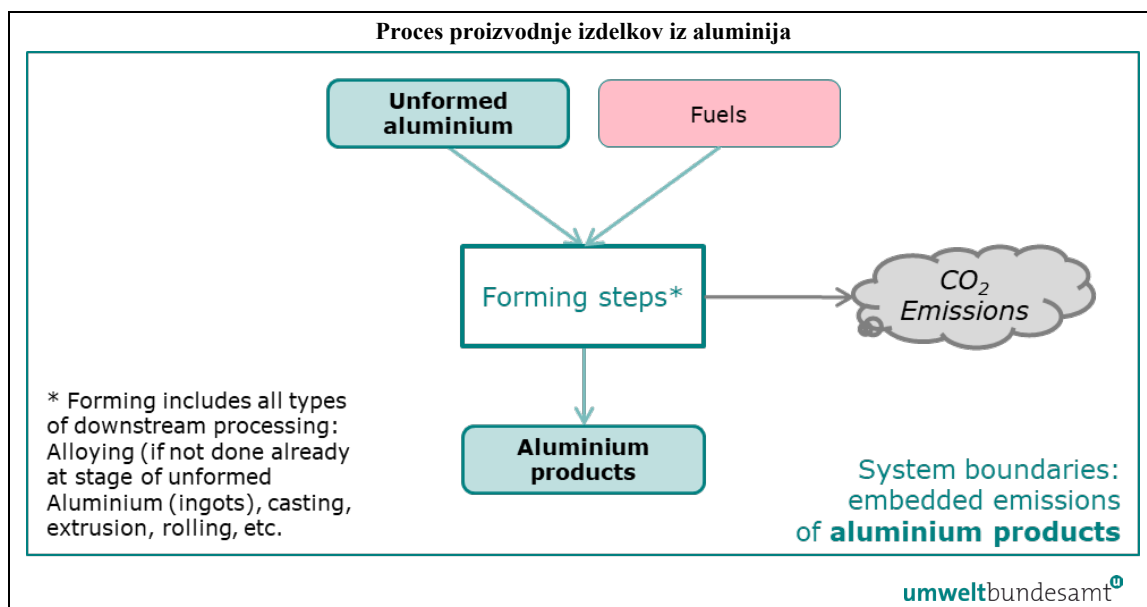 Proces proizvodnje izdelkov iz aluminija
Unformed
aluminium
Fuels
Forming steps*
CO₂
Emissions
Aluminium
products
* Forming includes all types
of downstream processing:
Alloying (if not done already
at stage of unformed
Aluminium (ingots), casting,
extrusion, rolling, etc.
System boundaries:
embedded emissions
of aluminium products
umweltbundesamt
u